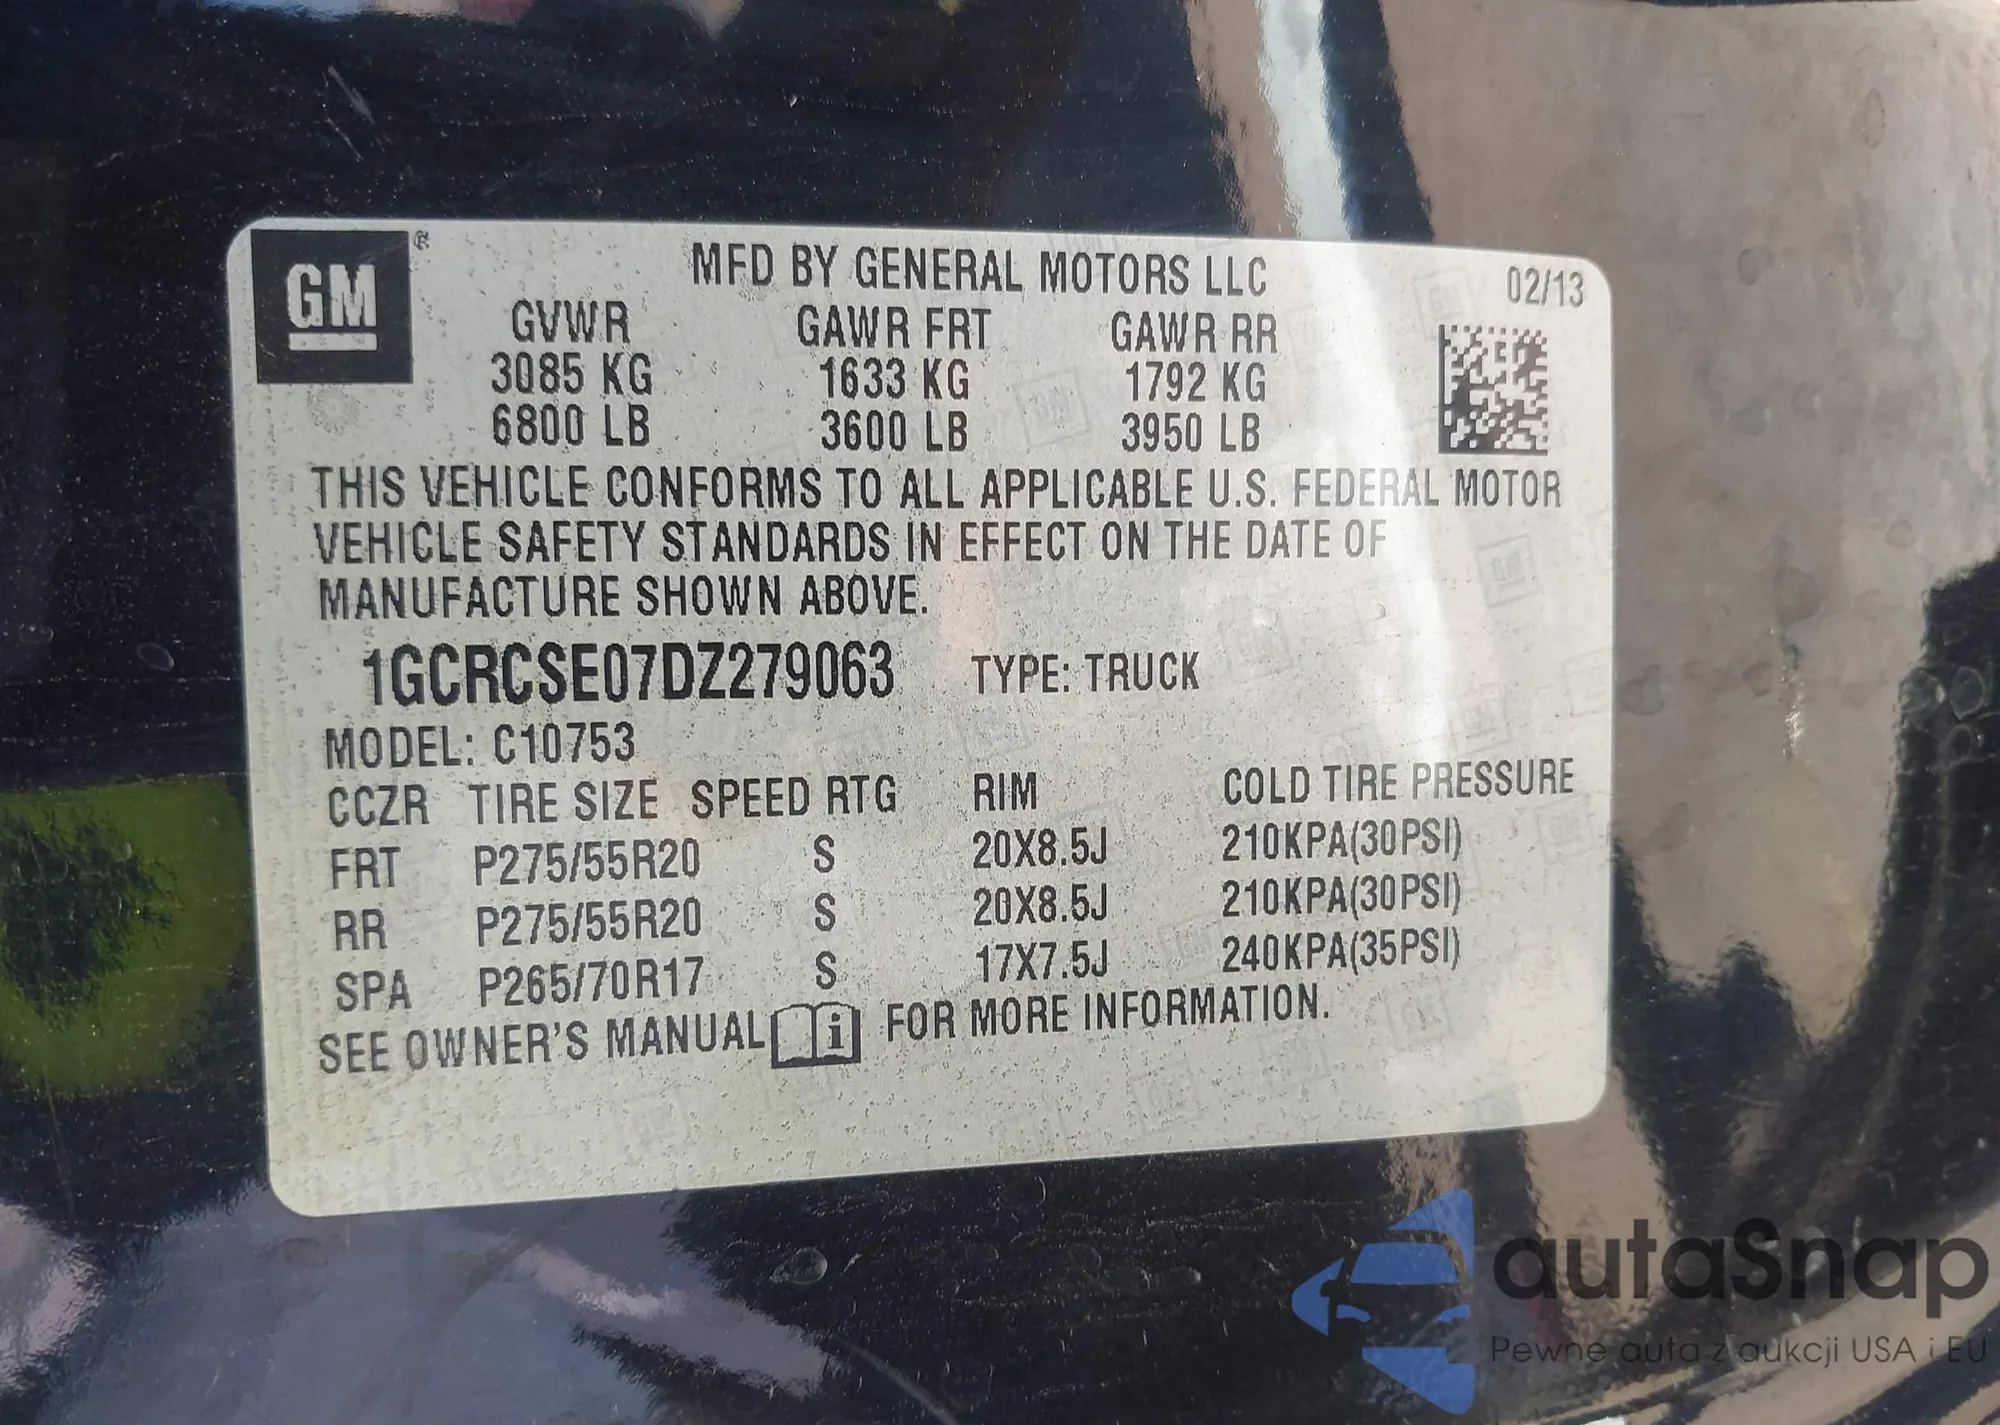 GM®
MFD BY GENERAL MOTORS LLC 02/13
GVWR GAWR FRT GAWR RR
3085 KG 1633 KG 1792 KG
6800 LB 3600 LB 3950 LB
THIS VEHICLE CONFORMS TO ALL APPLICABLE U.S. FEDERAL MOTOR
VEHICLE SAFETY STANDARDS IN EFFECT ON THE DATE OF
MANUFACTURE SHOWN ABOVE.
1GCRCSE07DZ279063 TYPE: TRUCK
MODEL: C10753
CCZR TIRE SIZE SPEED RTG RIM COLD TIRE PRESSURE
FRT P275/55R20 S 20X8.5J 210KPA(30PSI)
RR P275/55R20 S 20X8.5J 210KPA(30PSI)
SPA P265/70R17 S 17X7.5J 240KPA(35PSI)
SEE OWNER'S MANUAL i FOR MORE INFORMATION.
autaSnap
Pewne auta z aukcji USA i EU